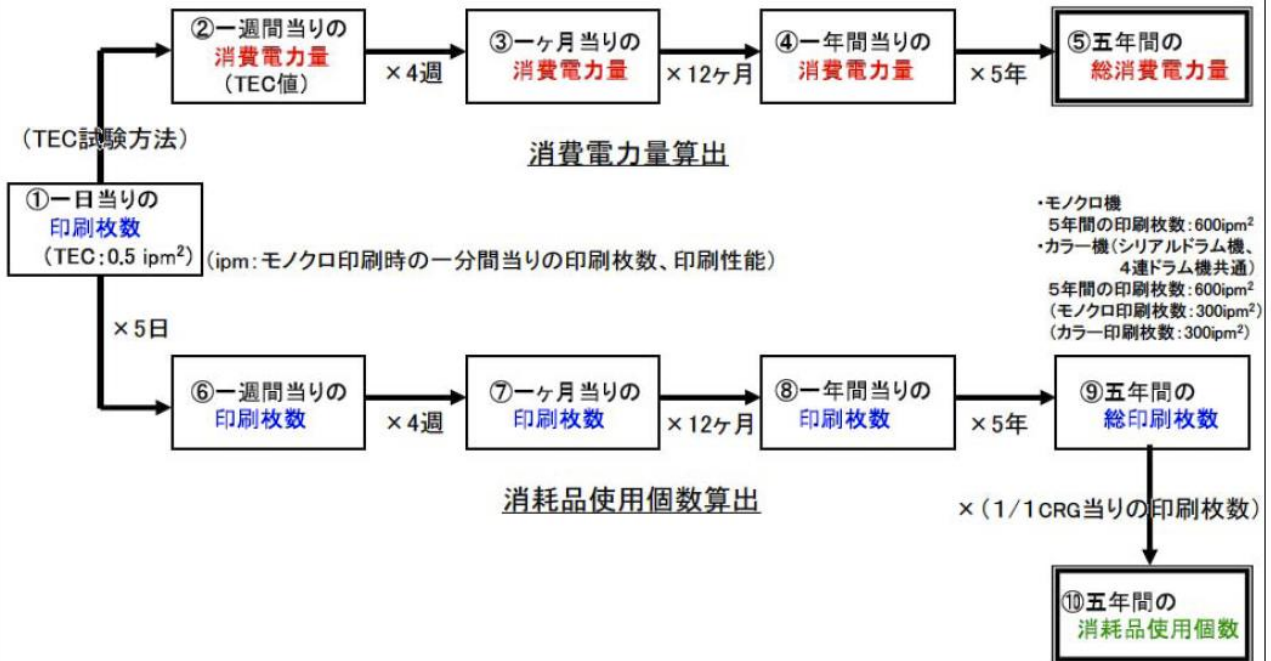 ②一週間当りの
消費電力量
(TEC値)
×4週
③一ヶ月当りの
消費電力量
×12ヶ月
④一年間当りの
消費電力量
×5年
⑤五年間の
総消費電力量
(TEC試験方法)
消費電力量算出
①一日当りの
印刷枚数
(TEC:0.5 ipm²)
(ipm:モノクロ印刷時の一分間当りの印刷枚数、印刷性能)
・モノクロ機
5年間の印刷枚数:600ipm²
・カラー機(シリアルドラム機、
4連ドラム機共通)
5年間の印刷枚数:600ipm²
(モノクロ印刷枚数:300ipm²)
(カラー印刷枚数:300ipm²)
×5日
⑥一週間当りの
印刷枚数
×4週
⑦一ヶ月当りの
印刷枚数
×12ヶ月
⑧一年間当りの
印刷枚数
×5年
⑨五年間の
総印刷枚数
消耗品使用個数算出
×(1/1CRG当りの印刷枚数)
⑩五年間の
消耗品使用個数